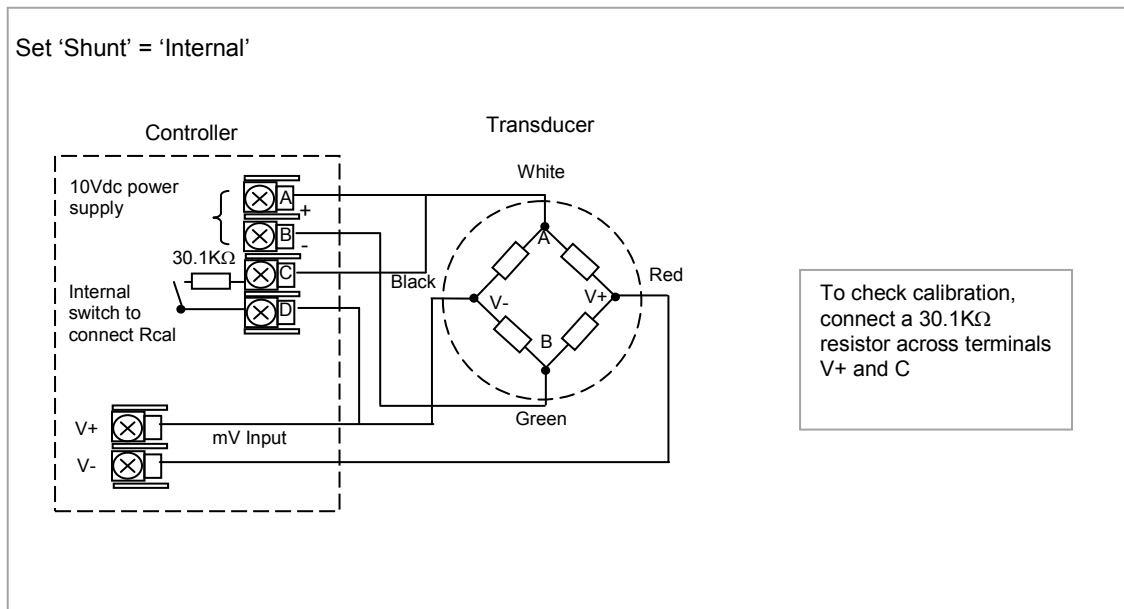 Set ‘Shunt’ = ‘Internal’
Controller
Transducer
White
10Vdc power
supply
A
+
B
-
30.1KΩ
C
Internal
switch to
connect Rcal
D
Black
A
V-
V+
B
Red
Green
V+
mV Input
V-
To check calibration,
connect a 30.1KΩ
resistor across terminals
V+ and C